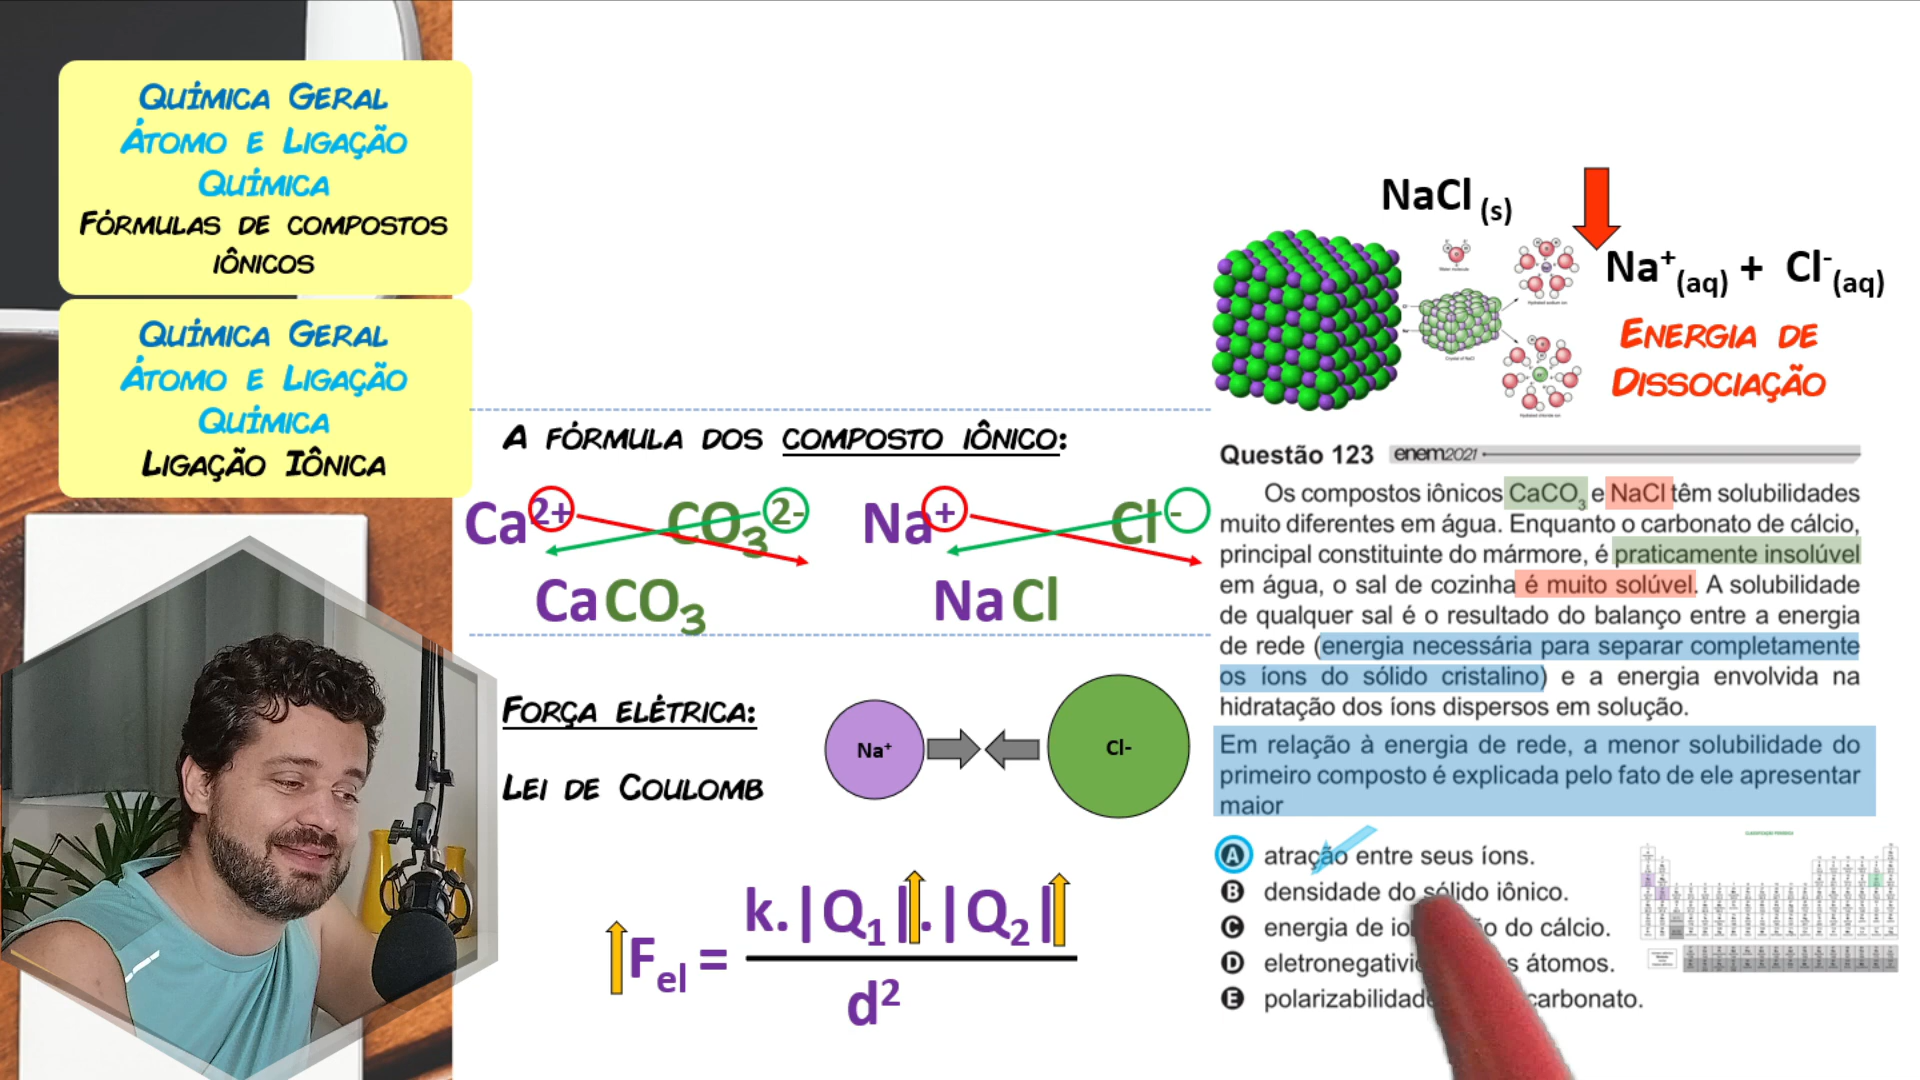 QUÍMICA GERAL
ÁTOMO E LIGAÇÃO
QUÍMICA
FÓRMULAS DE COMPOSTOS
IÔNICOS
QUÍMICA GERAL
ÁTOMO E LIGAÇÃO
QUÍMICA
LIGAÇÃO IÔNICA
A FÓRMULA DOS COMPOSTO IÔNICO:
Ca²⁺ CO₃²⁻ Na⁺ Cl⁻
CaCO₃ NaCl
FORÇA ELÉTRICA:
LEI DE COULOMB
Na⁺
Cl-
F_el = k.|Q₁|.|Q₂|
d²
NaCl (s)
Na⁺(aq) + Cl⁻(aq)
ENERGIA DE
DISSOCIAÇÃO
Questão 123 enem2021
Os compostos iônicos CaCO₃ e NaCl têm solubilidades
muito diferentes em água. Enquanto o carbonato de cálcio,
principal constituinte do mármore, é praticamente insolúvel
em água, o sal de cozinha é muito solúvel. A solubilidade
de qualquer sal é o resultado do balanço entre a energia
de rede (energia necessária para separar completamente
os íons do sólido cristalino) e a energia envolvida na
hidratação dos íons dispersos em solução.
Em relação à energia de rede, a menor solubilidade do
primeiro composto é explicada pelo fato de ele apresentar
maior
A atração entre seus íons.
B densidade do sólido iônico.
C energia de do cálcio.
D átomos.
E carbonato.